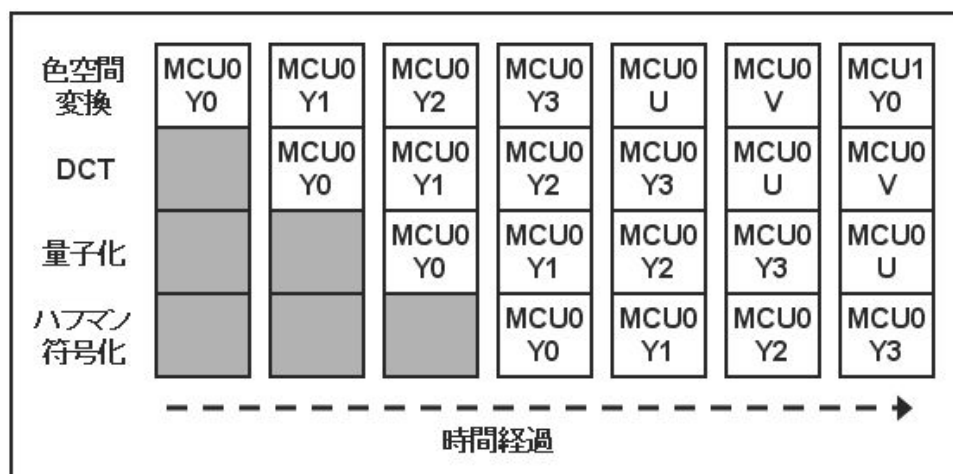 色空間
変換
MCU0 MCU0 MCU0 MCU0 MCU0 MCU0 MCU1
Y0 Y1 Y2 Y3 U V Y0
DCT
MCU0 MCU0 MCU0 MCU0 MCU0 MCU0
Y0 Y1 Y2 Y3 U V
量子化
MCU0 MCU0 MCU0 MCU0 MCU0
Y0 Y1 Y2 Y3 U
ハフマン
符号化
MCU0 MCU0 MCU0 MCU0
Y0 Y1 Y2 Y3
時間経過